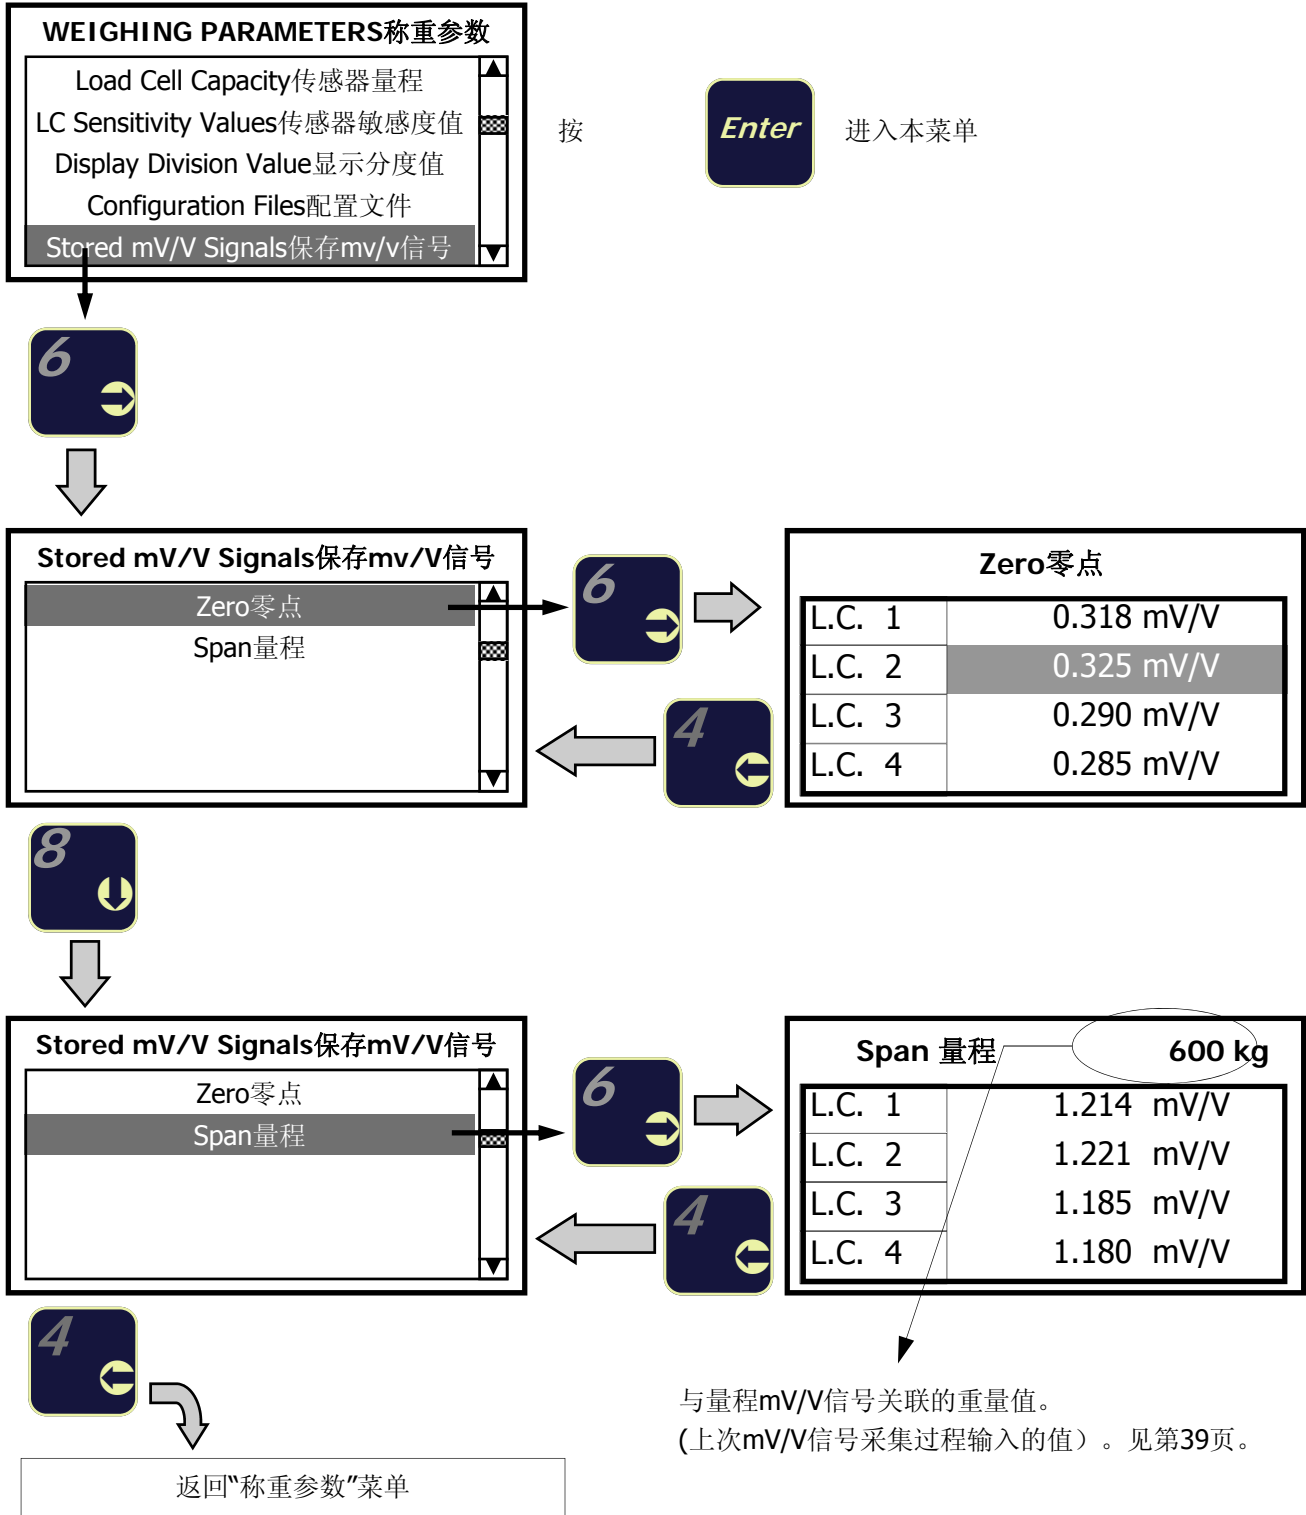 WEIGHING PARAMETERS称重参数
Load Cell Capacity传感器量程
LC Sensitivity Values传感器敏感度值
Display Division Value显示分度值
Configuration Files配置文件
Stored mV/V Signals保存mv/v信号
按 Enter 进入本菜单
6
Stored mV/V Signals保存mv/V信号
Zero零点
Span量程
6
4
Zero零点
L.C. 1 0.318 mV/V
L.C. 2 0.325 mV/V
L.C. 3 0.290 mV/V
L.C. 4 0.285 mV/V
8
Stored mV/V Signals保存mV/V信号
Zero零点
Span量程
6
4
Span 量程 600 kg
L.C. 1 1.214 mV/V
L.C. 2 1.221 mV/V
L.C. 3 1.185 mV/V
L.C. 4 1.180 mV/V
4
与量程mV/V信号关联的重量值。
(上次mV/V信号采集过程输入的值）。见第39页。
返回“称重参数”菜单